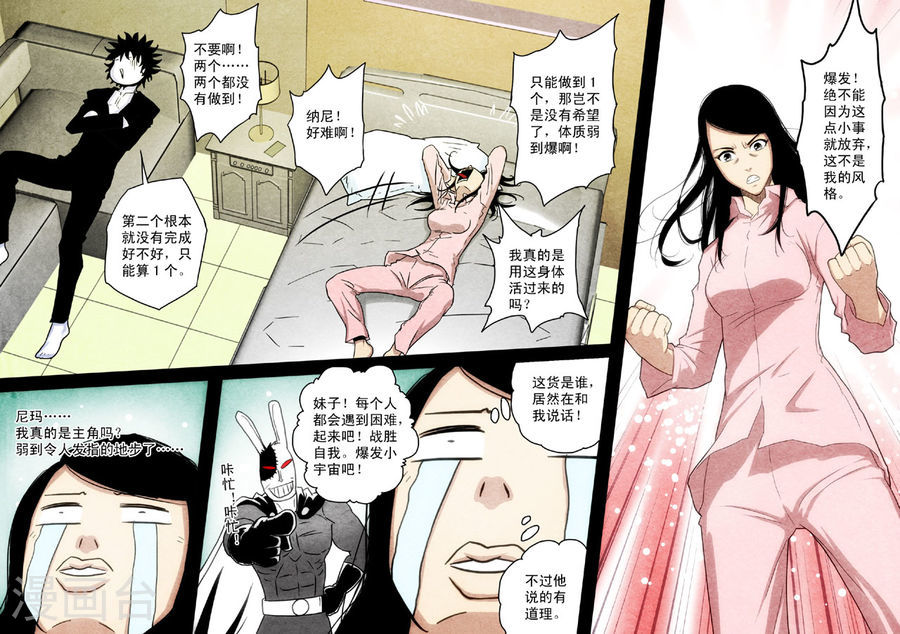 不要啊！
两个……
两个都没
有做到！
第二个根本
就没有完成
好不好，只
能算１个。
纳尼！
好难啊！
只能做到１
个，那岂不
是没有希望
了，体质弱
到爆啊！
我真的是
用这身体
活过来的
吗？
爆发！
绝不能
因为这
点小事
就放弃，
这不是
我的风
格。
尼玛……
我真的是主角吗？
弱到令人发指的地步了……
咔忙！咔忙！
妹子！每个人
都会遇到困难，
起来吧！战胜
自我。爆发小
宇宙吧！
这货是谁，
居然在和
我说话！
不过他
说的有
道理。
漫画台